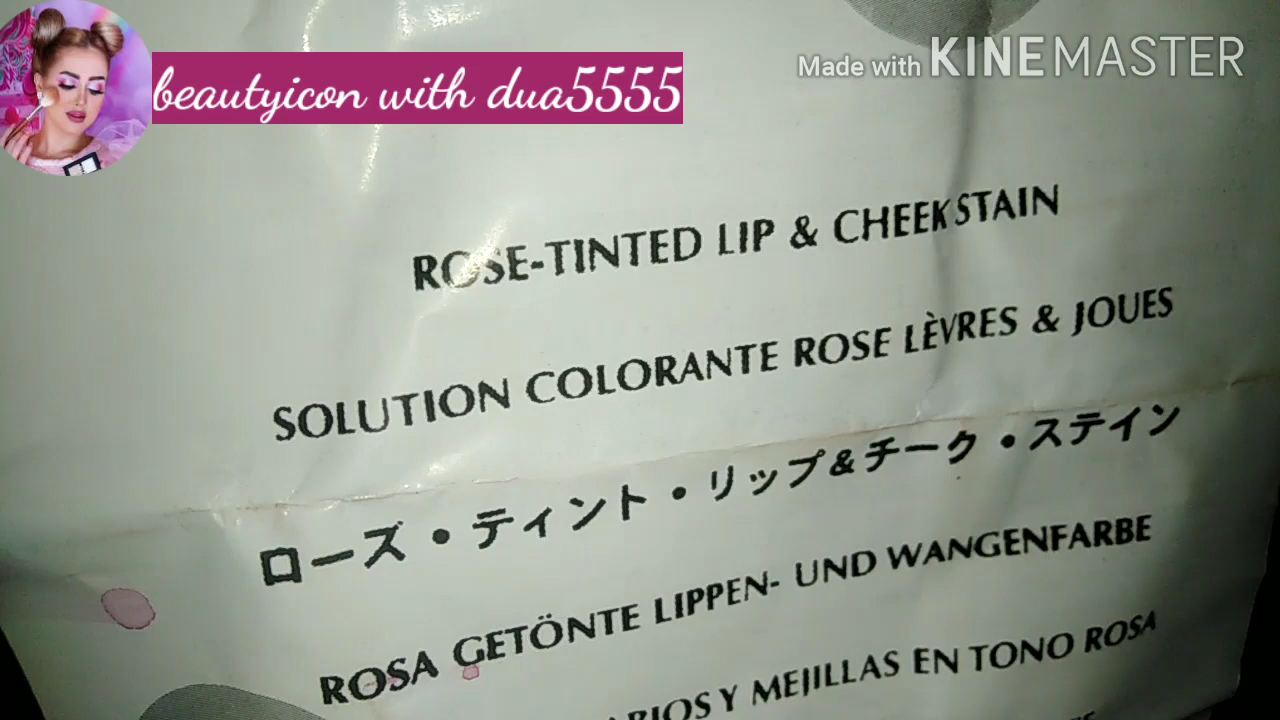 beautyicon with dua5555
Made with KINEMASTER
ROSE-TINTED LIP & CHEEK STAIN
SOLUTION COLORANTE ROSE LÈVRES & JOUES
ローズ・ティント・リップ&チーク・ステイン
ROSA GETÖNTE LIPPEN- UND WANGENFARBE
Y MEJILLAS EN TONO ROSA